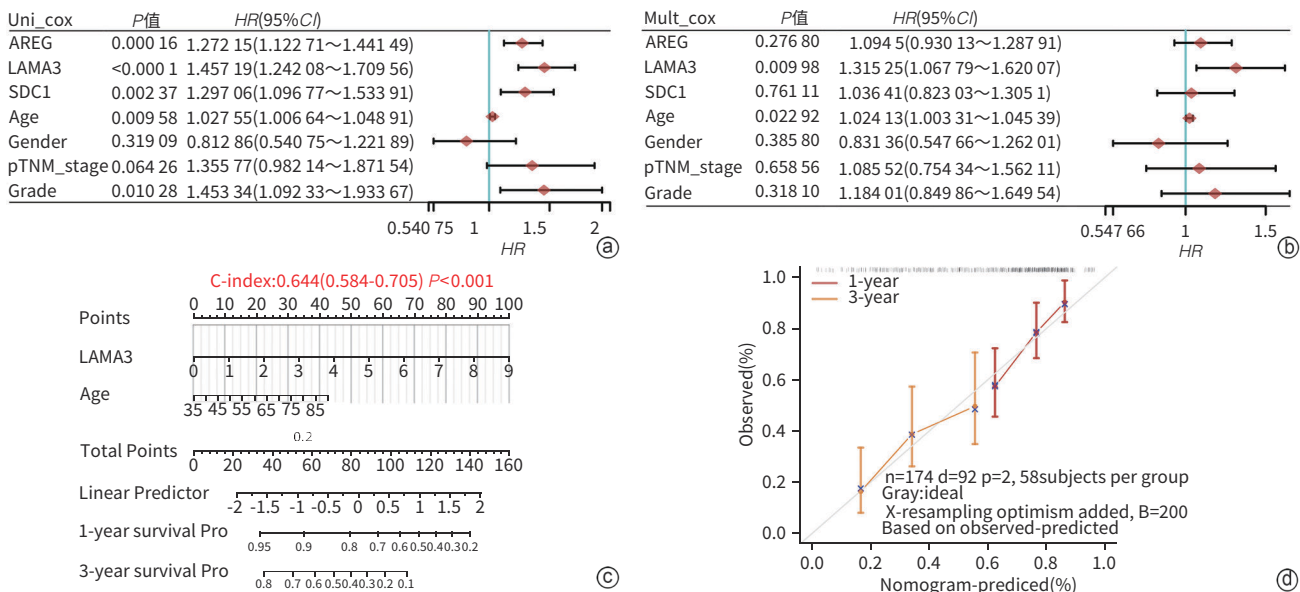 Uni_cox P值 HR(95%CI)
AREG 0.000 16 1.272 15(1.122 71～1.441 49)
LAMA3 <0.000 1 1.457 19(1.242 08～1.709 56)
SDC1 0.002 37 1.297 06(1.096 77～1.533 91)
Age 0.009 58 1.027 55(1.006 64～1.048 91)
Gender 0.319 09 0.812 86(0.540 75～1.221 89)
pTNM_stage 0.064 26 1.355 77(0.982 14～1.871 54)
Grade 0.010 28 1.453 34(1.092 33～1.933 67)
0.540 75 1 1.5 2
HR
ⓐ
Mult_cox P值 HR(95%CI)
AREG 0.276 80 1.094 5(0.930 13～1.287 91)
LAMA3 0.009 98 1.315 25(1.067 79～1.620 07)
SDC1 0.761 11 1.036 41(0.823 03～1.305 1)
Age 0.022 92 1.024 13(1.003 31～1.045 39)
Gender 0.385 80 0.831 36(0.547 66～1.262 01)
pTNM_stage 0.658 56 1.085 52(0.754 34～1.562 11)
Grade 0.318 10 1.184 01(0.849 86～1.649 54)
0.547 66 1 1.5
HR
ⓑ
C-index:0.644(0.584-0.705) P<0.001
Points 0 10 20 30 40 50 60 70 80 90 100
LAMA3 0 1 2 3 4 5 6 7 8 9
Age 35 45 55 65 75 85
0.2
Total Points 0 20 40 60 80 100 120 140 160
Linear Predictor -2 -1.5 -1 -0.5 0 0.5 1 1.5 2
1-year survival Pro 0.95 0.9 0.8 0.7 0.6 0.5 0.4 0.3 0.2
3-year survival Pro 0.8 0.7 0.6 0.5 0.4 0.3 0.2 0.1
ⓒ
1-year
3-year
Observed(%)
1.0
0.8
0.6
0.4
0.2
0.0
n=174 d=92 p=2, 58subjects per group
Gray:ideal
X-resampling optimism added, B=200
Based on observed-predicted
0.0 0.2 0.4 0.6 0.8 1.0
Nomogram-prediced(%)
ⓓ